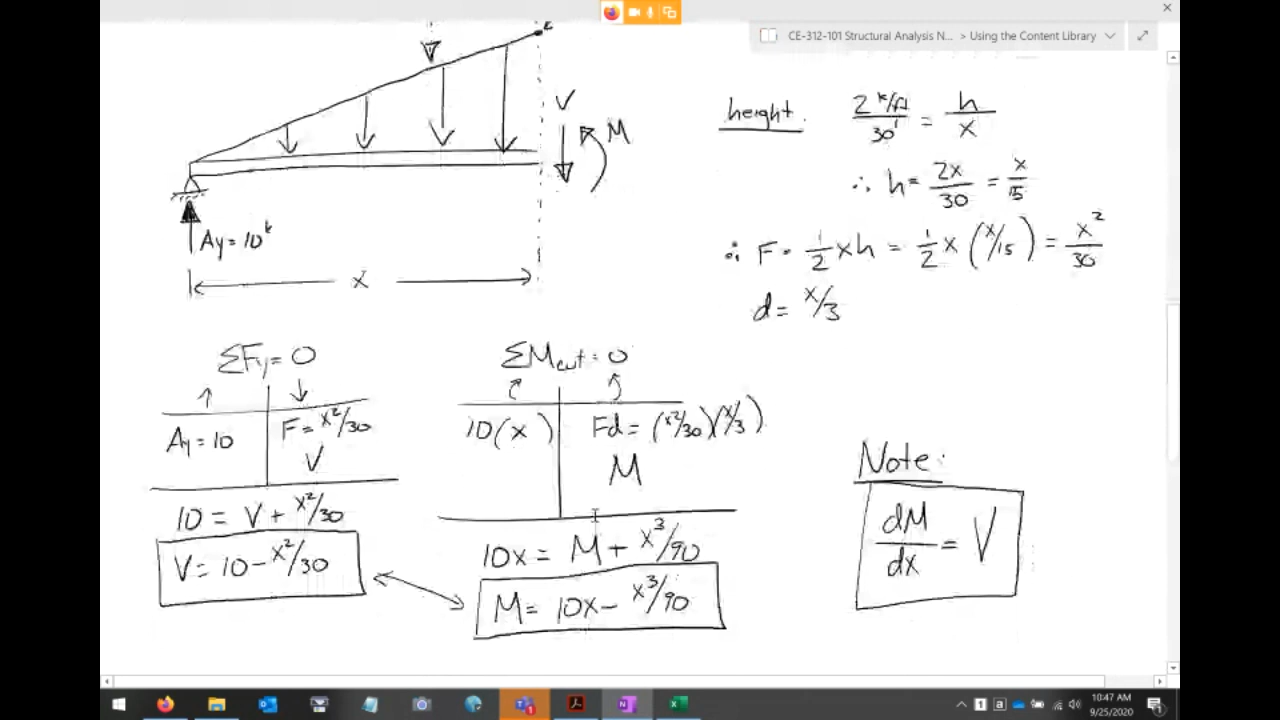 CE-312-101 Structural Analysis N... > Using the Content Library
V
M
Ay = 10ᵏ
x
height
2 ᵏ/ft / 30' = h / x
∴ h = 2x/30 = x/15
∴ F = 1/2 x h = 1/2 x (x/15) = x²/30
d = x/3
ΣFy = 0
↑ ↓
Ay = 10 F = x²/30
V
10 = V + x²/30
V = 10 - x²/30
ΣMcut = 0
10(x) Fd = (x²/30)(x/3)
M
10x = M + x³/90
M = 10x - x³/90
Note:
dM/dx = V
10:47 AM
9/25/2020